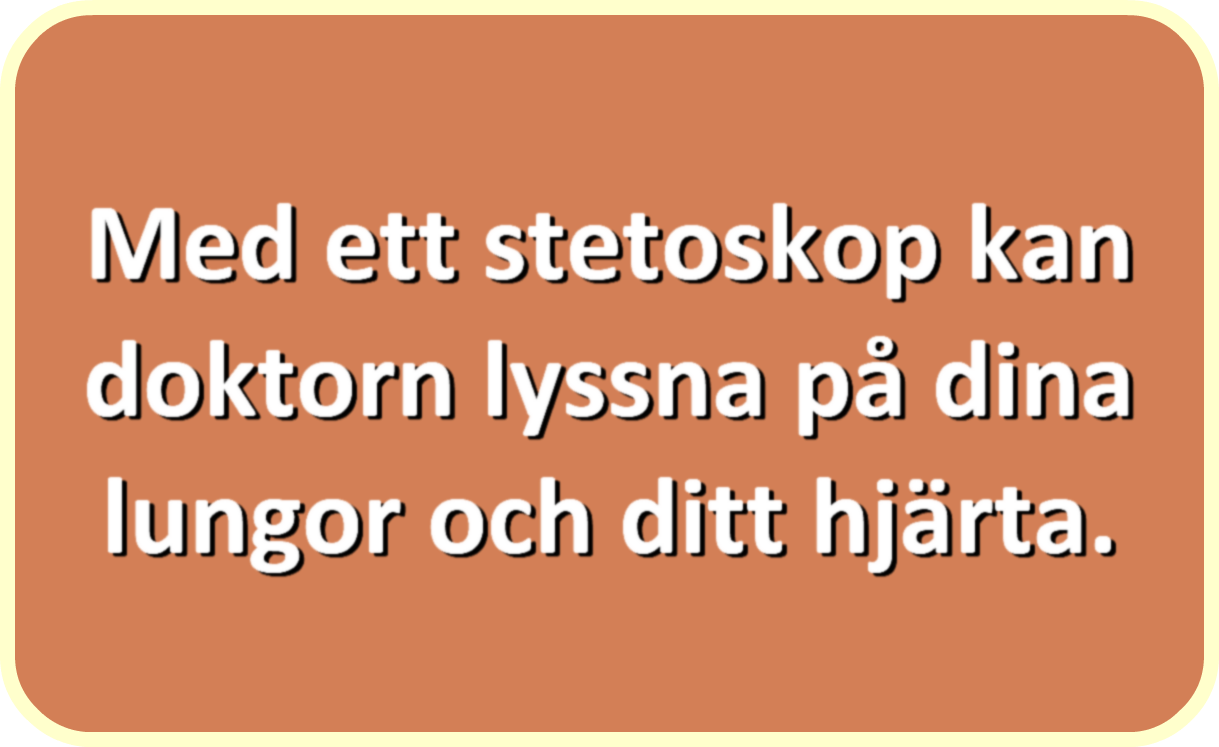 Med ett stetoskop kan
doktorn lyssna på dina
lungor och ditt hjärta.